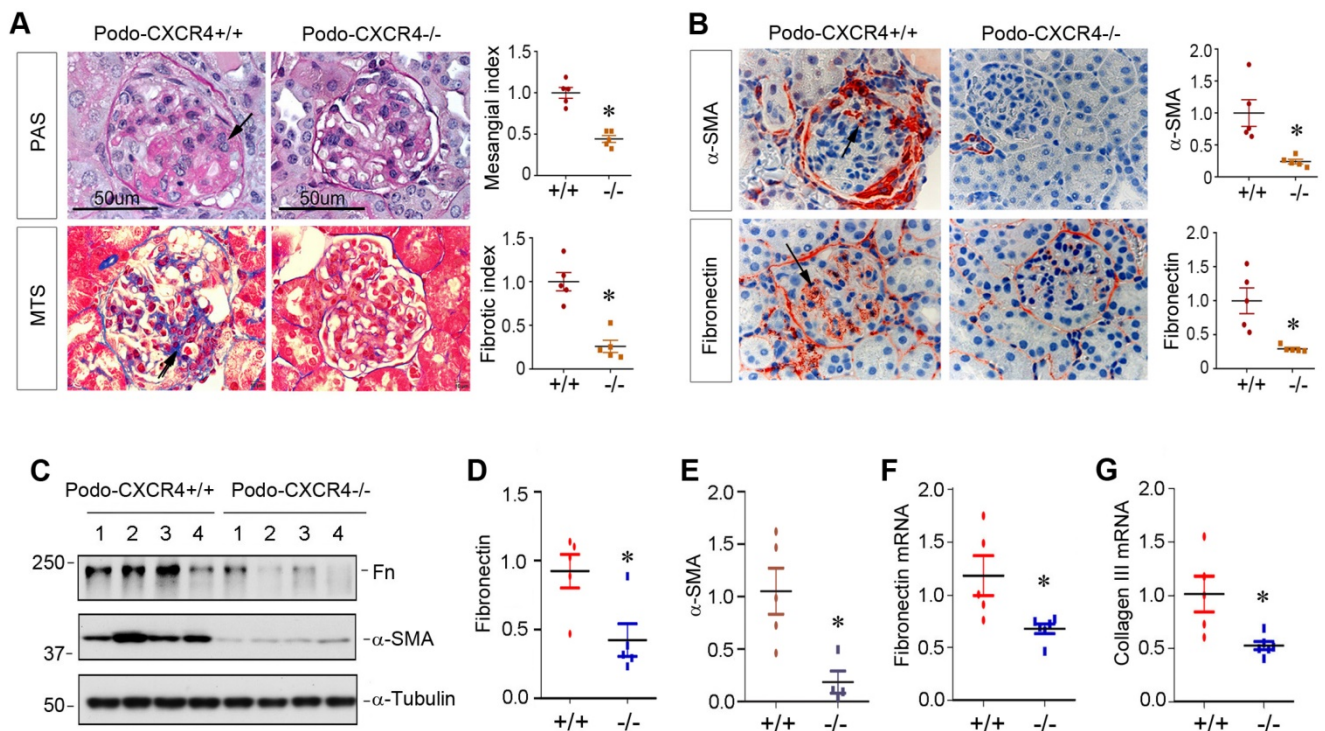 A
Podo-CXCR4+/+
Podo-CXCR4-/-
PAS
50um
50um
Mesangial index
1.5
1.0
0.5
0
*
+/+
-/-
MTS
Fibrotic index
1.5
1.0
0.5
0
*
+/+
-/-
B
Podo-CXCR4+/+
Podo-CXCR4-/-
α-SMA
α-SMA
2.0
1.5
1.0
0.5
0
*
+/+
-/-
Fibronectin
Fibronectin
2.0
1.5
1.0
0.5
0
*
+/+
-/-
C
Podo-CXCR4+/+
Podo-CXCR4-/-
1 2 3 4 1 2 3 4
250-
-Fn
37-
-α-SMA
50-
-α-Tubulin
D
Fibronectin
1.5
1.0
0.5
0.0
*
+/+
-/-
E
α-SMA
2.0
1.5
1.0
0.5
0.0
*
+/+
-/-
F
Fibronectin mRNA
2.0
1.5
1.0
0.5
0.0
*
+/+
-/-
G
Collagen III mRNA
2.0
1.5
1.0
0.5
0.0
*
+/+
-/-